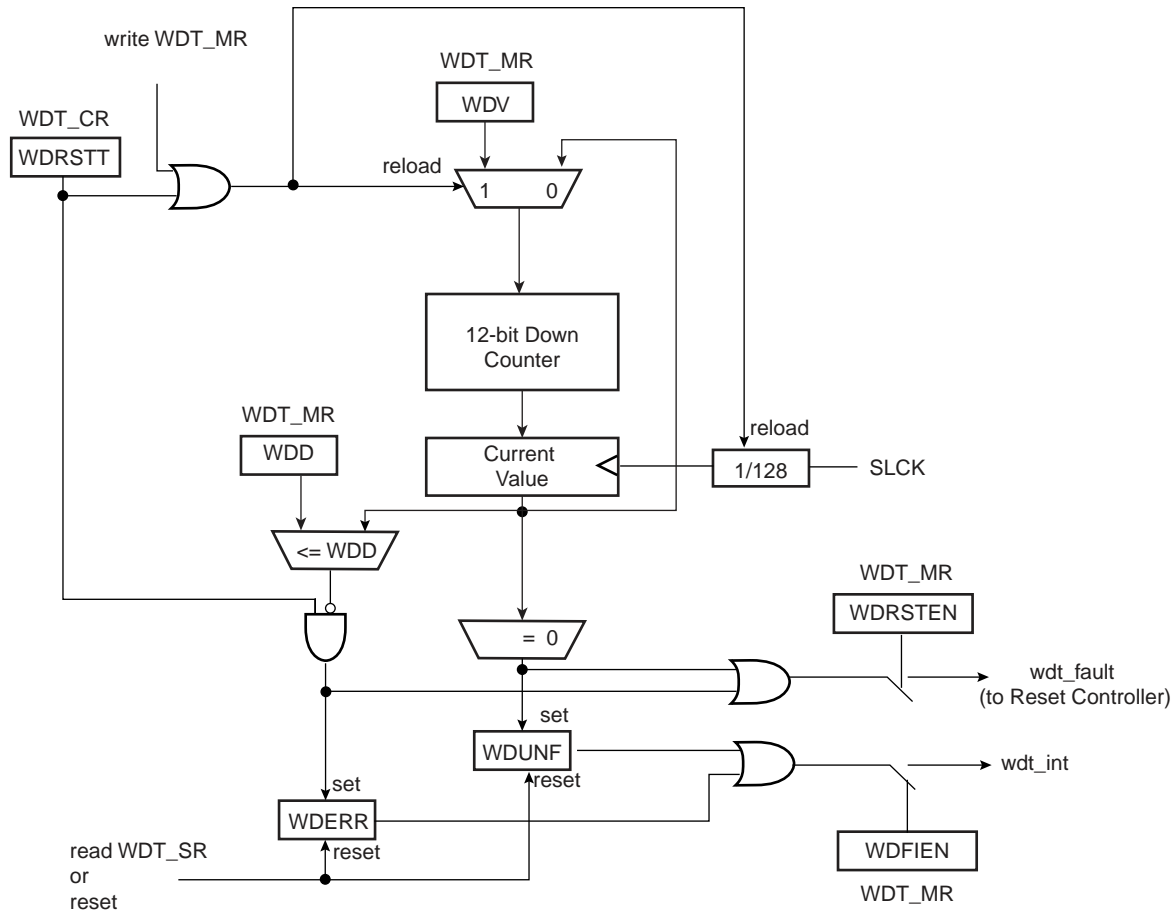 write WDT_MR
WDT_MR
WDV
WDT_CR
WDRSTT
reload
1 0
12-bit Down
Counter
WDT_MR
WDD
Current
Value
reload
1/128
SLCK
<= WDD
WDT_MR
WDRSTEN
= 0
wdt_fault
(to Reset Controller)
set
WDUNF
reset
wdt_int
set
WDERR
reset
read WDT_SR
or
reset
WDFIEN
WDT_MR